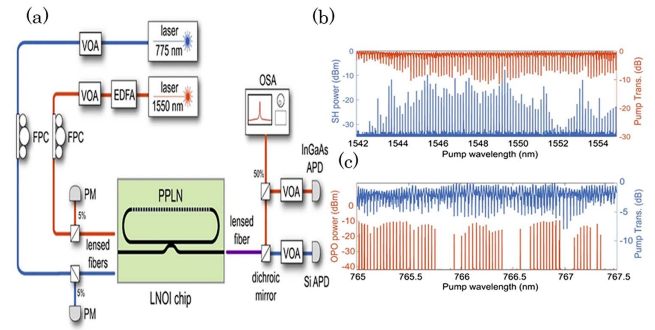 (a)
laser
775 nm
VOA
laser
1550 nm
VOA
EDFA
FPC
FPC
PM
5%
lensed
fibers
5%
PM
PPLN
LNOI chip
lensed
fiber
OSA
50%
InGaAs
APD
VOA
VOA
Si APD
dichroic
mirror
(b)
SH power (dBm)
0
-10
-20
-30
1542
1544
1546
1548
1550
1552
1554
Pump wavelength (nm)
0
-10
-20
-30
Pump Trans. (dB)
(c)
OPO power (dBm)
0
-10
-20
-30
-40
765
765.5
766
766.5
767
767.5
Pump wavelength (nm)
0
-5
-10
Pump Trans. (dB)